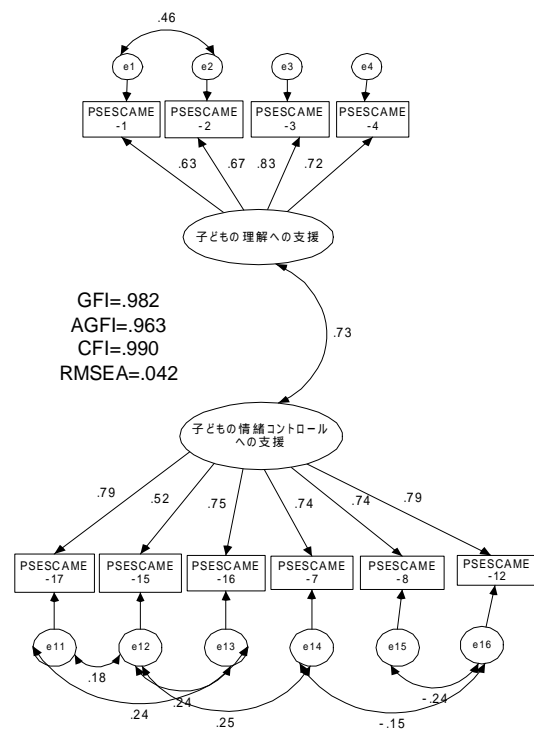 .46
e1 e2 e3 e4
PSESCAME PSESCAME PSESCAME PSESCAME
-1 -2 -3 -4
.63 .67 .83 .72
子どもの理解への支援
GFI=.982
AGFI=.963
CFI=.990
RMSEA=.042
.73
子どもの情緒コントロール
への支援
.79 .52 .75 .74 .74 .79
PSESCAME PSESCAME PSESCAME PSESCAME PSESCAME PSESCAME
-17 -15 -16 -7 -8 -12
e11 e12 e13 e14 e15 e16
.18
.24 .24 .25 -.15 -.24